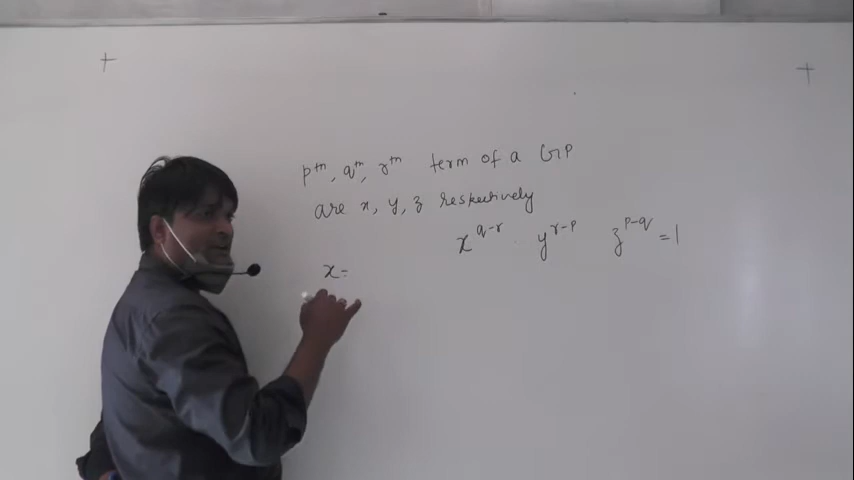 pth, qth, rth term of a GP
are x, y, z respectively
x^{q-r} · y^{r-p} z^{p-q} = 1
x =